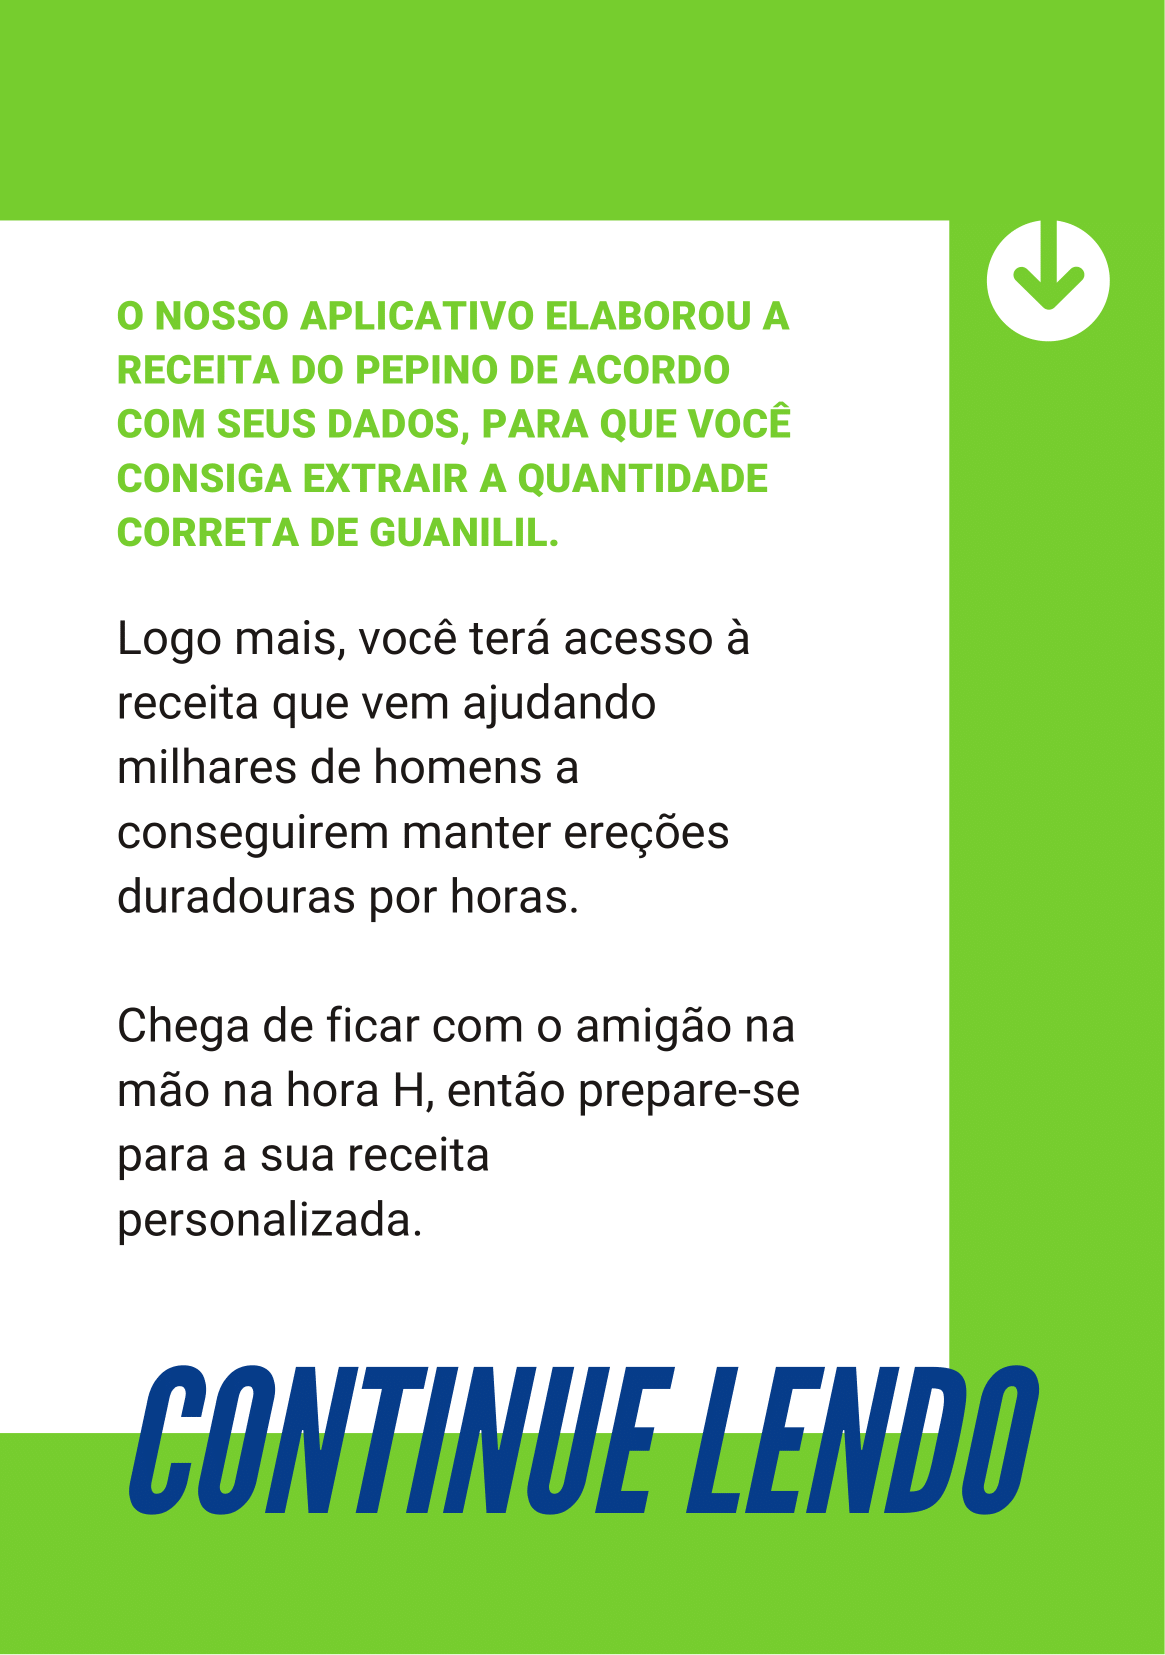 O NOSSO APLICATIVO ELABOROU A
RECEITA DO PEPINO DE ACORDO
COM SEUS DADOS, PARA QUE VOCÊ
CONSIGA EXTRAIR A QUANTIDADE
CORRETA DE GUANILIL.
Logo mais, você terá acesso à
receita que vem ajudando
milhares de homens a
conseguirem manter ereções
duradouras por horas.
Chega de ficar com o amigão na
mão na hora H, então prepare-se
para a sua receita
personalizada.
CONTINUE LENDO